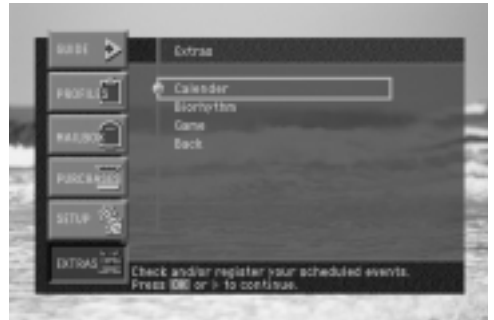 GUIDE
Extras
PROFILES
Calender
Biorhythm
Game
Back
MAILBOX
PURCHASES
SETUP
EXTRAS
Check and/or register your scheduled events.
Press OK or > to continue.